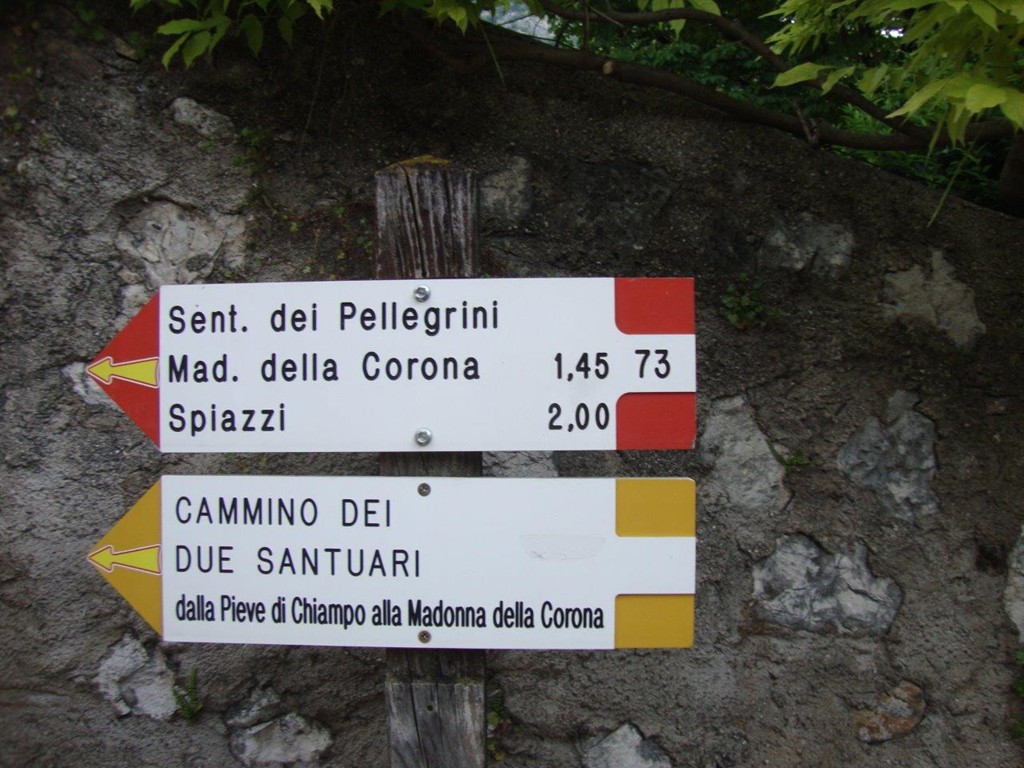 Sent. dei Pellegrini
Mad. della Corona 1,45 73
Spiazzi 2,00
CAMMINO DEI
DUE SANTUARI
dalla Pieve di Chiampo alla Madonna della Corona